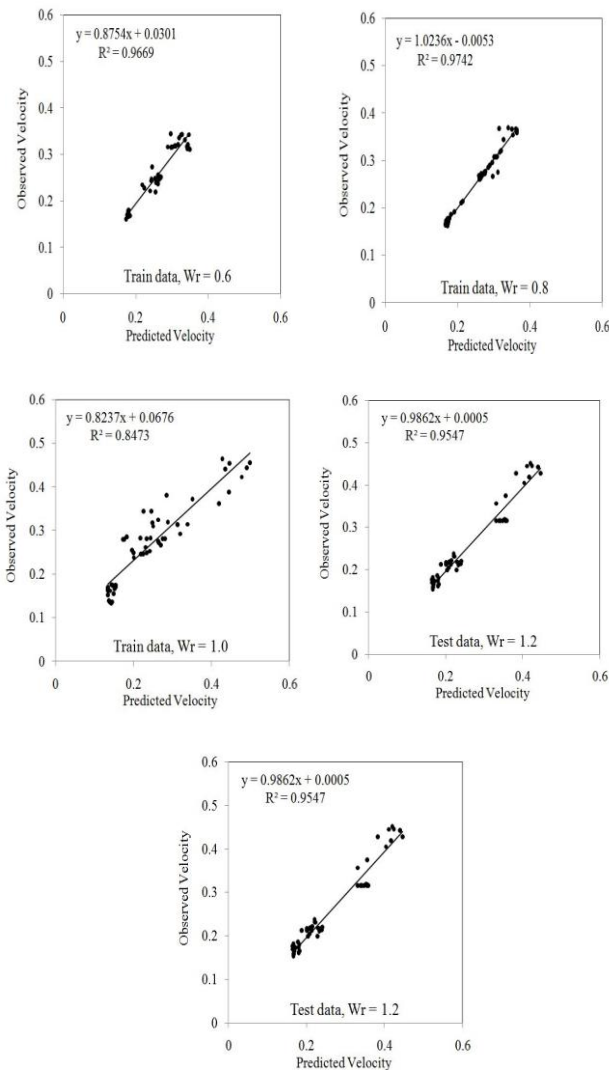 y = 0.8754x + 0.0301
R² = 0.9669
0.6
0.5
0.4
0.3
0.2
0.1
0
Observed Velocity
Train data, Wr = 0.6
0 0.2 0.4 0.6
Predicted Velocity
y = 1.0236x - 0.0053
R² = 0.9742
0.6
0.5
0.4
0.3
0.2
0.1
0
Observed Velocity
Train data, Wr = 0.8
0 0.2 0.4 0.6
Predicted Velocity
y = 0.8237x + 0.0676
R² = 0.8473
0.6
0.5
0.4
0.3
0.2
0.1
0
Observed Velocity
Train data, Wr = 1.0
0 0.2 0.4 0.6
Predicted Velocity
y = 0.9862x + 0.0005
R² = 0.9547
0.6
0.5
0.4
0.3
0.2
0.1
0
Observed Velocity
Test data, Wr = 1.2
0 0.2 0.4 0.6
Predicted Velocity
y = 0.9862x + 0.0005
R² = 0.9547
0.6
0.5
0.4
0.3
0.2
0.1
0
Observed Velocity
Test data, Wr = 1.2
0 0.2 0.4 0.6
Predicted Velocity